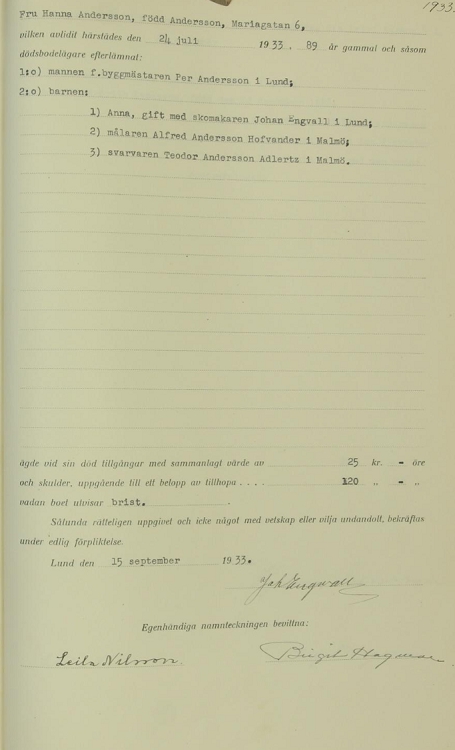 1933.
Fru Hanna Andersson, född Andersson, Mariagatan 6,
vilken avlidit härstädes den 24 juli 1933. 89 år gammal och såsom
dödsbodelägare efterlämnat:
1:o) mannen f.byggmästaren Per Andersson i Lund;
2:o) barnen:
1) Anna, gift med skomakaren Johan Engvall i Lund;
2) målaren Alfred Andersson Hofvander i Malmö;
3) svarvaren Teodor Andersson Adlertz i Malmö.
ägde vid sin död tillgångar med sammanlagt värde av 25 kr. - öre
och skulder, uppgående till ett belopp av tillhopa .... 120 „ - „
vadan boet utvisar brist.
Sålunda rätteligen uppgivet och icke något med vetskap eller vilja undandolt, bekräftas
under edlig förpliktelse.
Lund den 15 september 1933.
Joh Engwall
Egenhändiga namnteckningen bevittna:
Leila Nilsson. Birgit Hagman